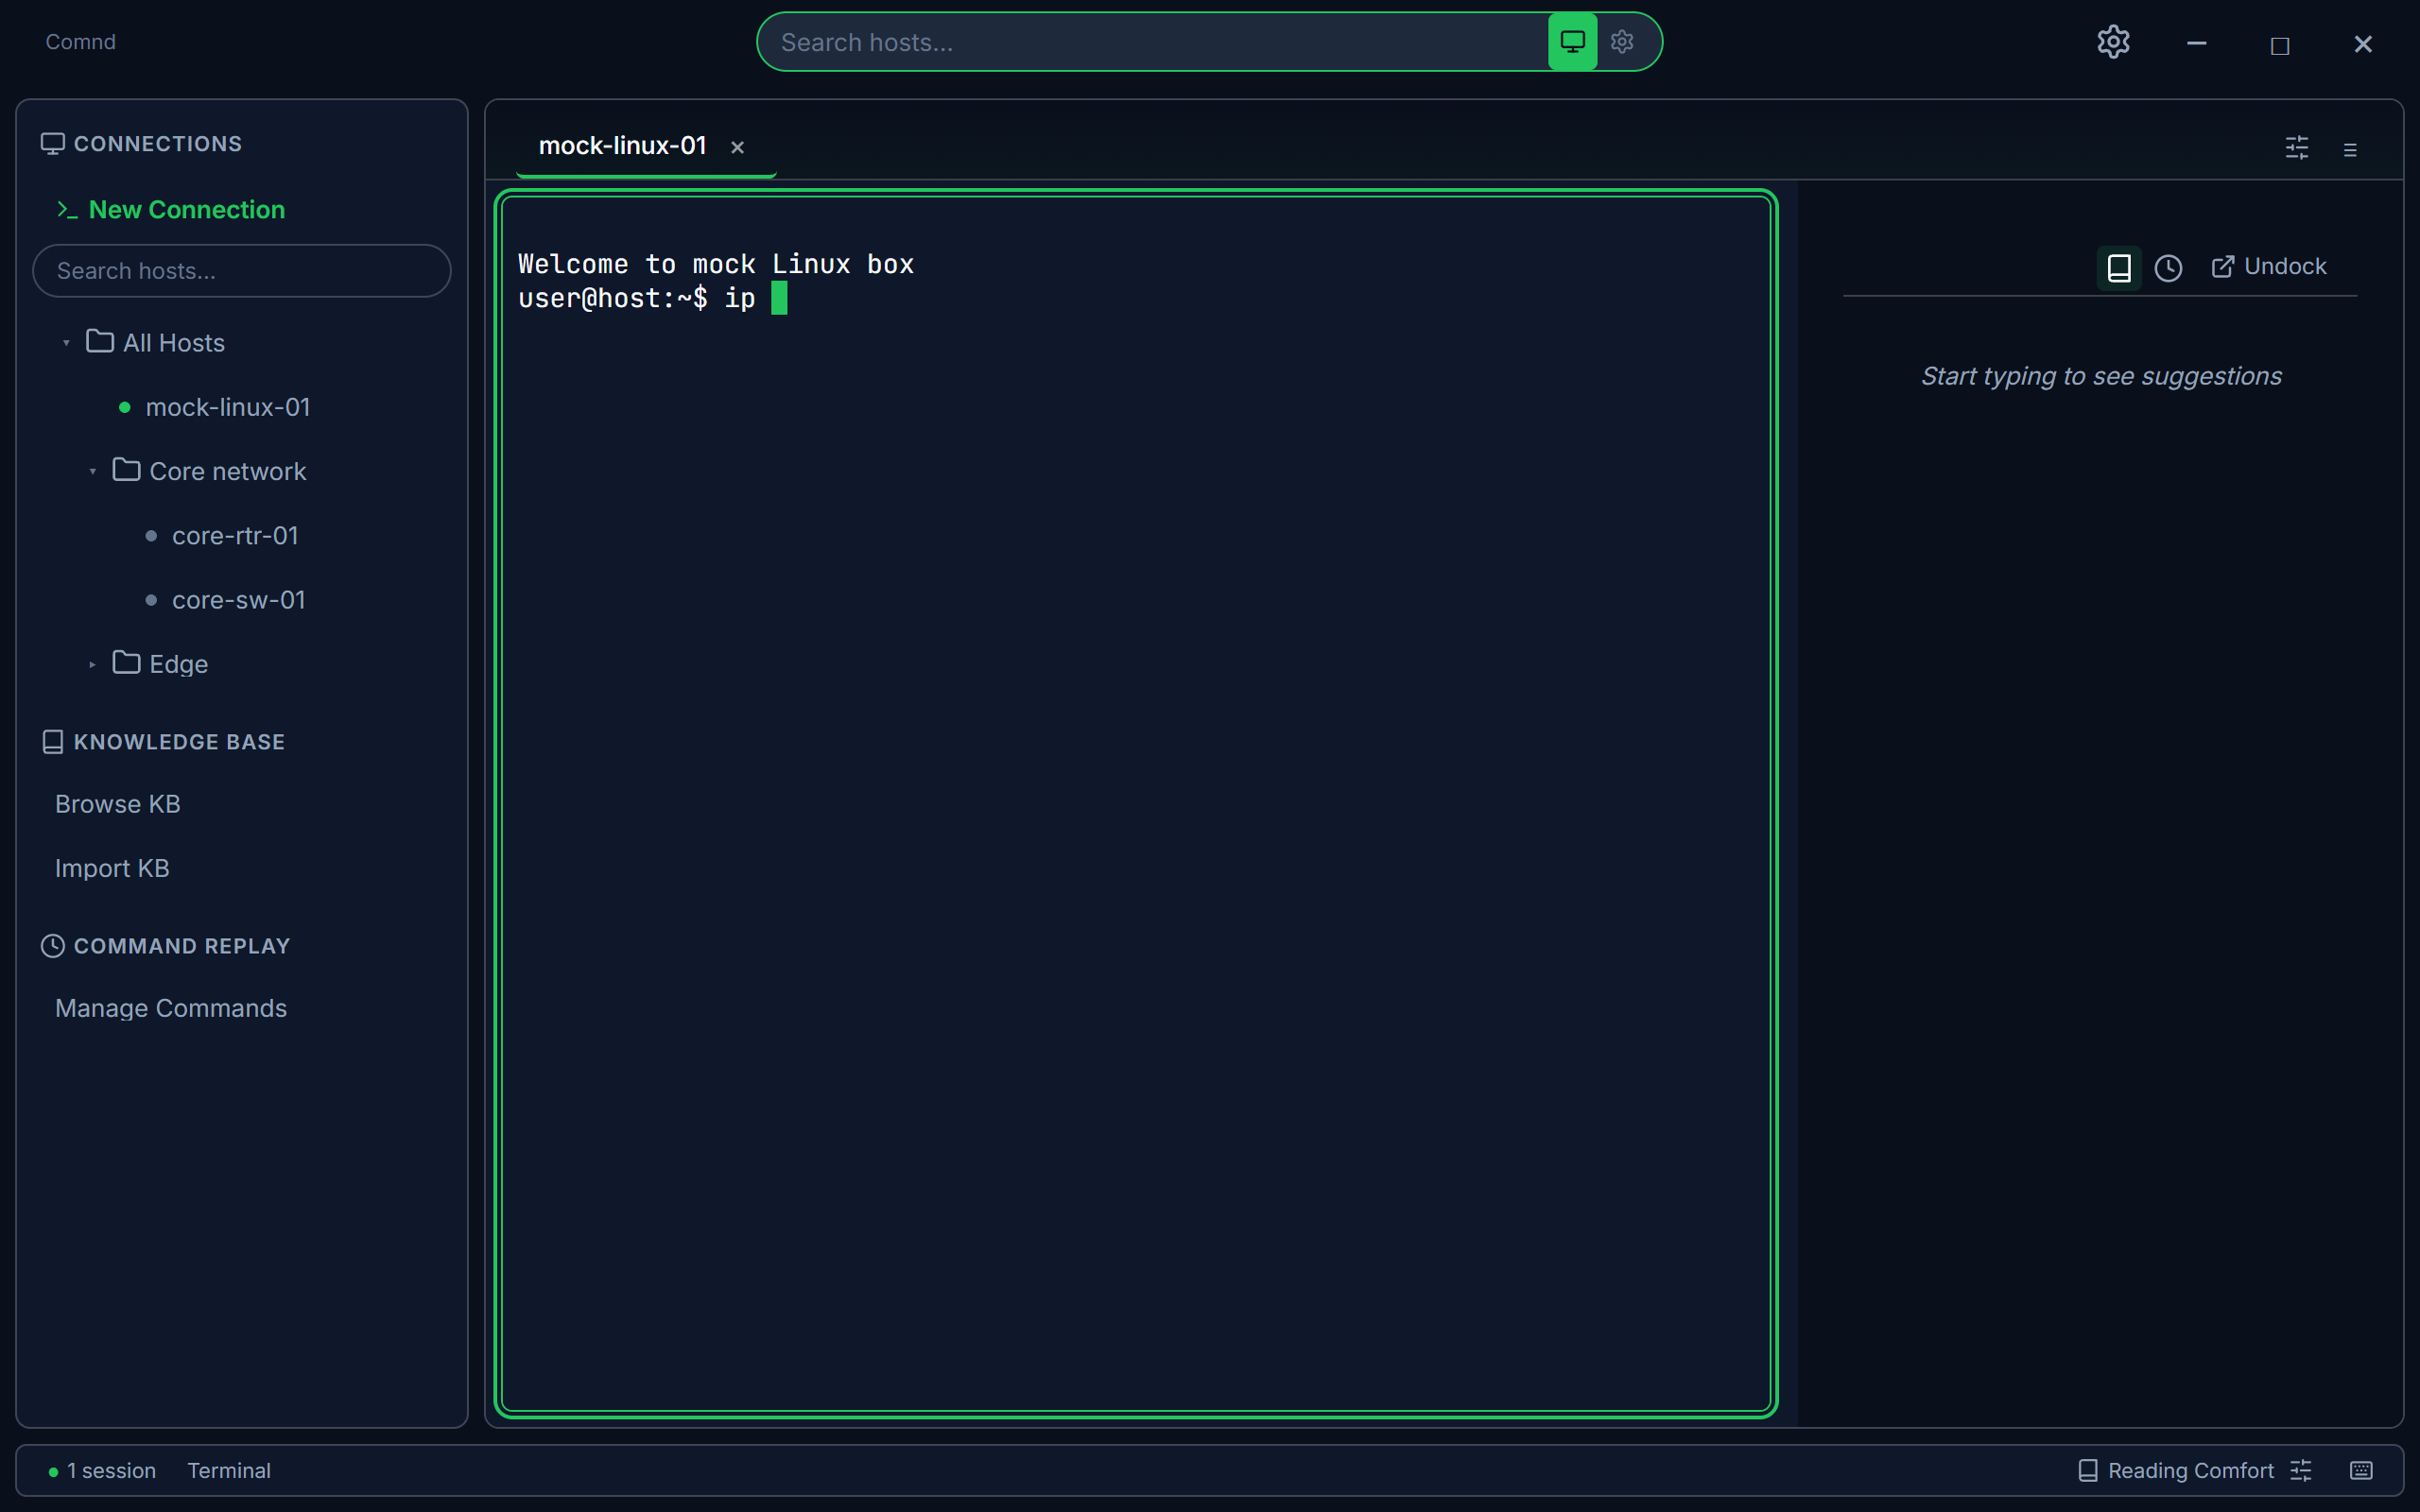 Comnd
Search hosts...
CONNECTIONS
New Connection
Search hosts...
All Hosts
mock-linux-01
Core network
core-rtr-01
core-sw-01
Edge
KNOWLEDGE BASE
Browse KB
Import KB
COMMAND REPLAY
Manage Commands
mock-linux-01
Welcome to mock Linux box
user@host:~$ ip
Undock
Start typing to see suggestions
1 session Terminal
Reading Comfort